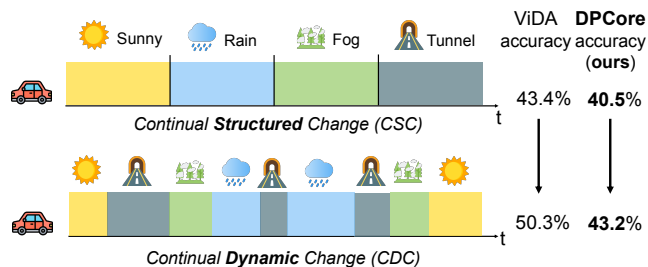 Sunny
Rain
Fog
Tunnel
ViDA
accuracy
DPCore
accuracy
(ours)
43.4%
40.5%
t
Continual Structured Change (CSC)
50.3%
43.2%
t
Continual Dynamic Change (CDC)